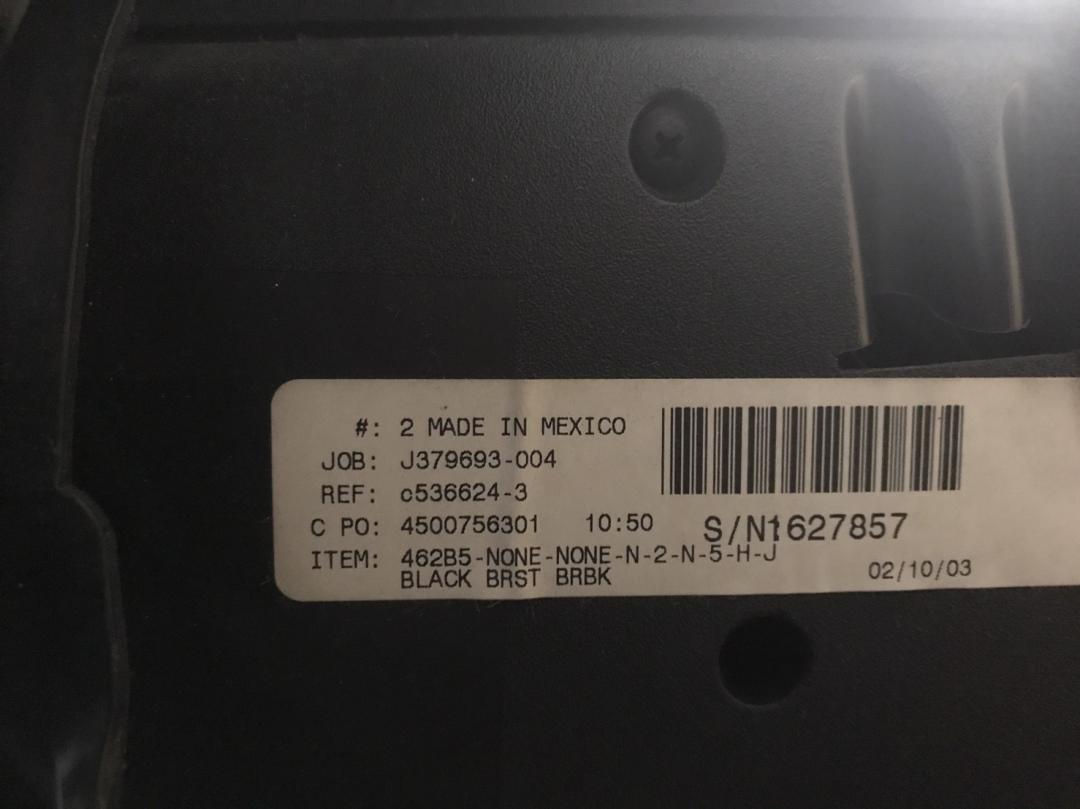 #: 2 MADE IN MEXICO
JOB: J379693-004
REF: c536624-3
C PO: 4500756301 10:50 S/N1627857
ITEM: 462B5-NONE-NONE-N-2-N-5-H-J
BLACK BRST BRBK 02/10/03